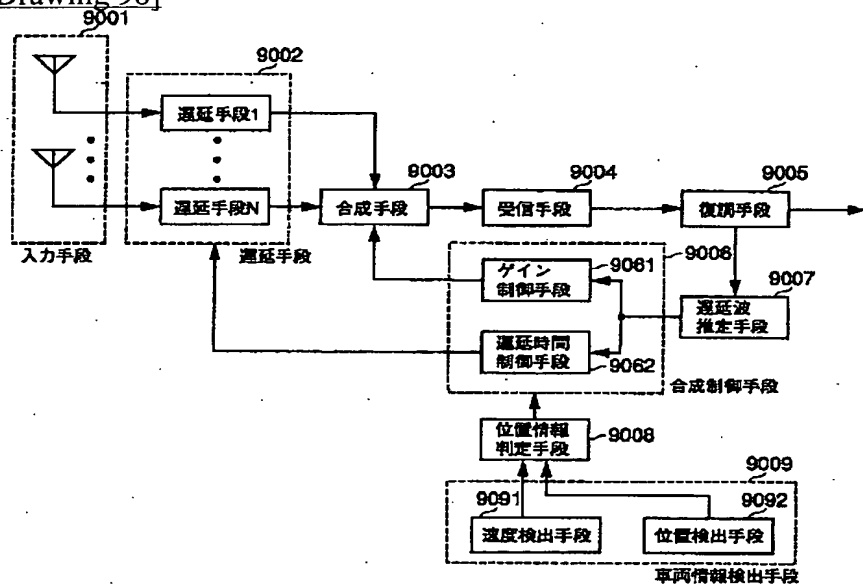 Drawing 90]
9001
9002
遅延手段1
9003
9004
9005
遅延手段N
合成手段
受信手段
復調手段
入力手段
遅延手段
9006
9061
9007
ゲイン
制御手段
遅延波
推定手段
遅延時間
制御手段
9062
合成制御手段
位置情報
判定手段
9008
9009
9091
9092
速度検出手段
位置検出手段
車両情報検出手段